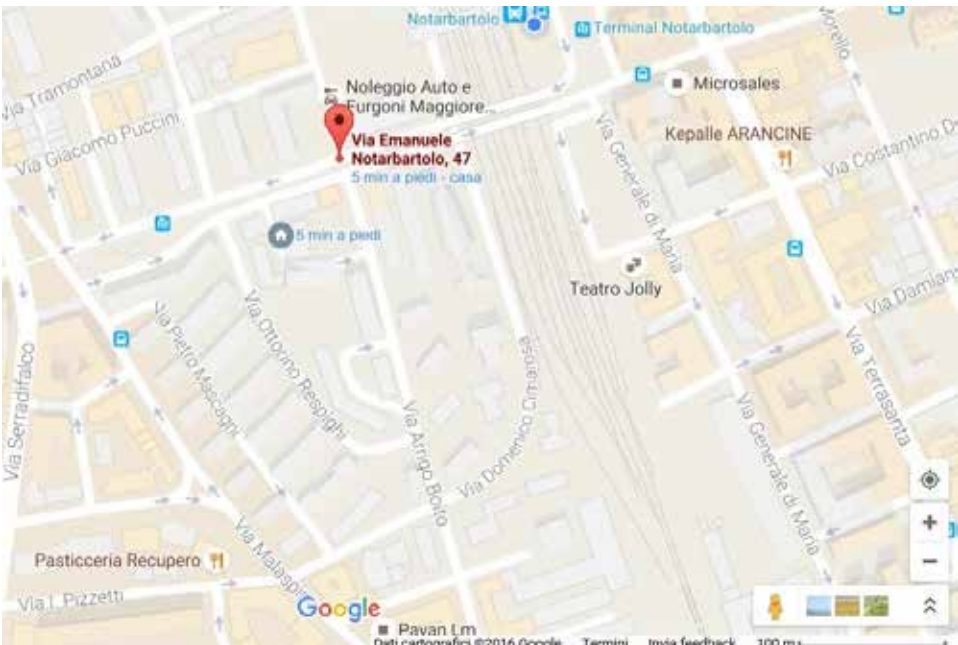 Notarbartolo
Terminal Notarbartolo
Morello
Via Tramontana
Noleggio Auto e
Furgoni Maggiore...
Microsales
Via Giacomo Puccini
Via Emanuele
Notarbartolo, 47
5 min a piedi - casa
Kepalle ARANCINE
Via Costantino
Via Generale di Maria
5 min a piedi
Teatro Jolly
Via Damiani
Via Pietro Mascagni
Via Ottorino Respighi
Via Domenico Cimarosa
Via Terrasanta
Via Serradifalco
Via Arrigo Boito
Via Generale di Maria
Pasticceria Recupero
Via Malaspi
Via I. Pizzetti
Google
Pavan Lm
Dati cartografici ©2016 Google Termini Invia feedback 100 m